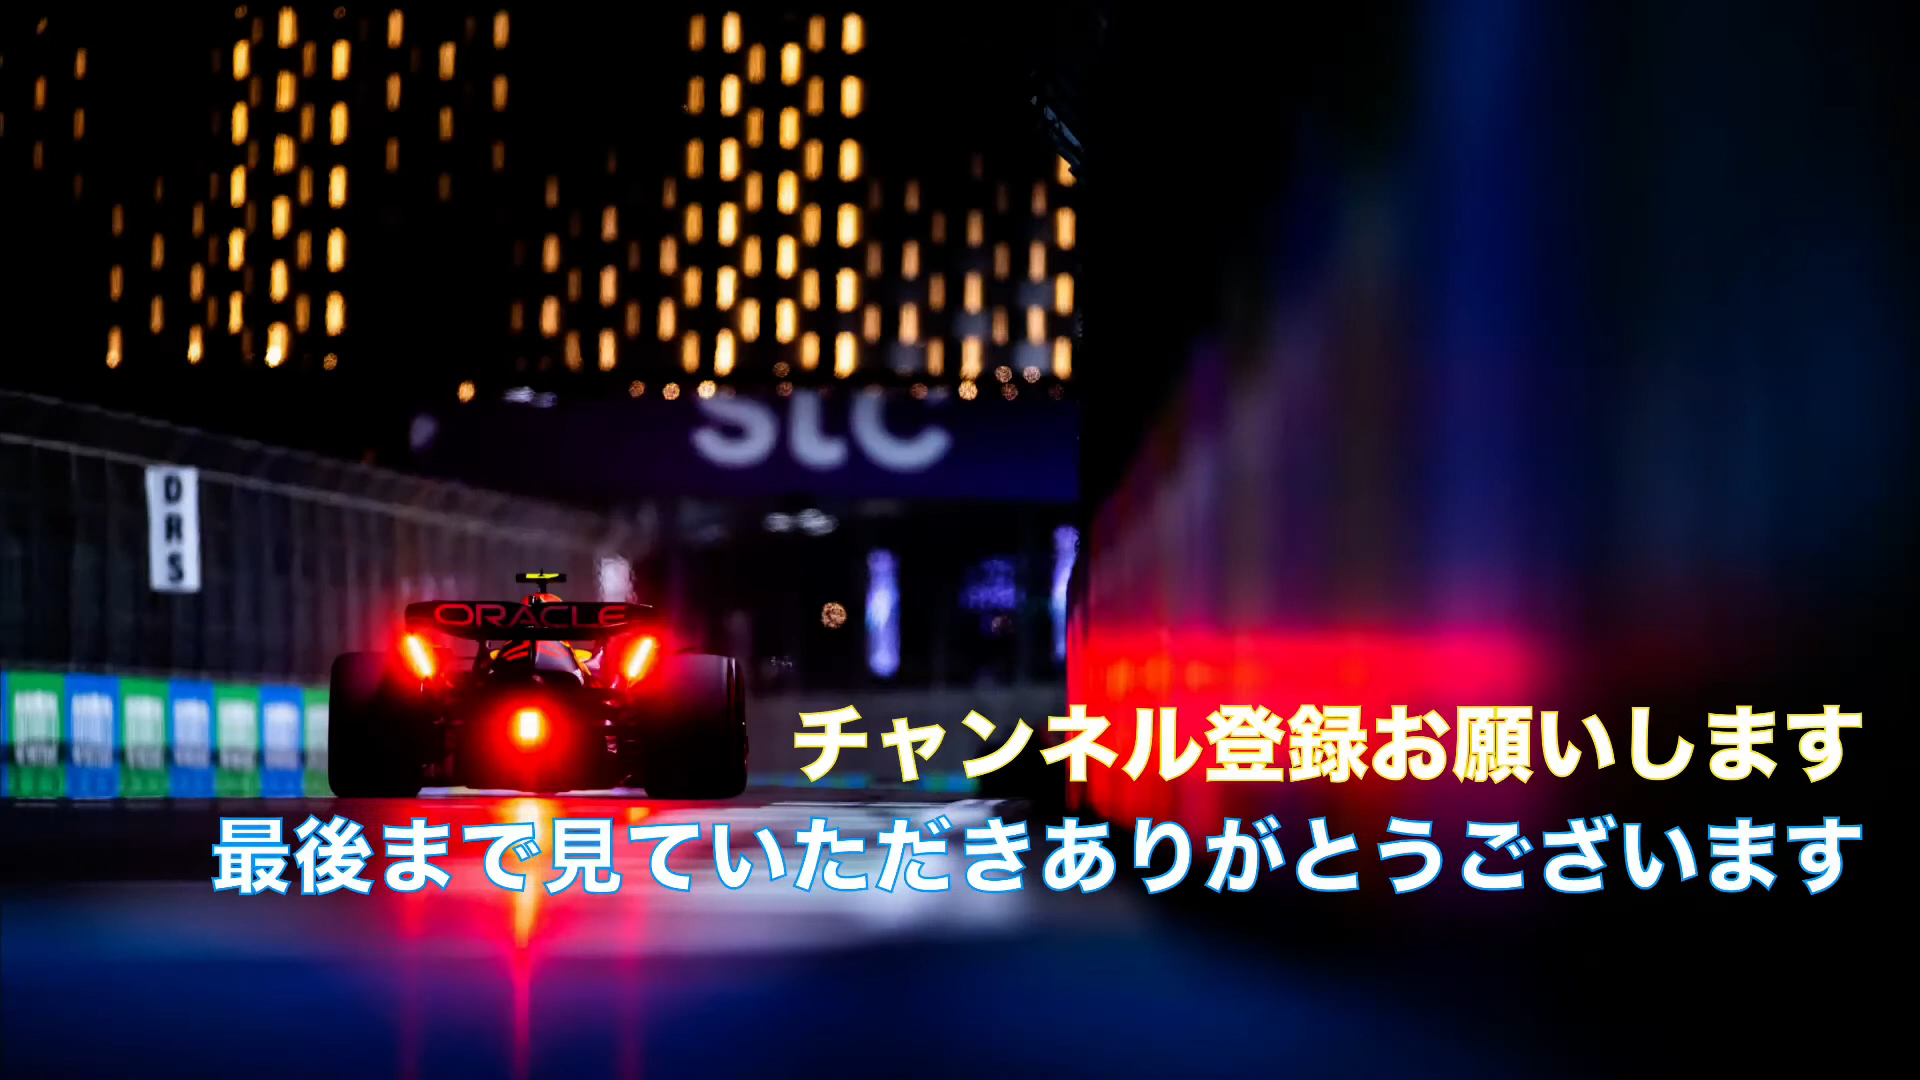 stc
DRS
ORACLE
チャンネル登録お願いします
最後まで見ていただきありがとうございます